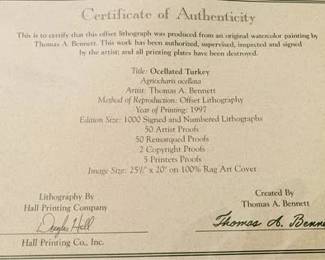 Certificate of Authenticity
This is to certify that this offset lithograph was produced from an original watercolor painting by
Thomas A. Bennett. This work has been authorized, supervised, inspected and signed
by the artist; and all printing plates have been destroyed.
Title: Ocellated Turkey
Agriocharis ocellata
Artist: Thomas A. Bennett
Method of Reproduction: Offset Lithography
Year of Printing: 1997
Edition Size: 1000 Signed and Numbered Lithographs
50 Artist Proofs
50 Remarqued Proofs
2 Copyright Proofs
5 Printers Proofs
Image Size: x 20" on 100% Rag Art Cover
Lithography By
Hall Printing Company
Douglas Hall
Hall Printing Co., Inc.
Created By
Thomas A. Bennett
Thomas A. Benne